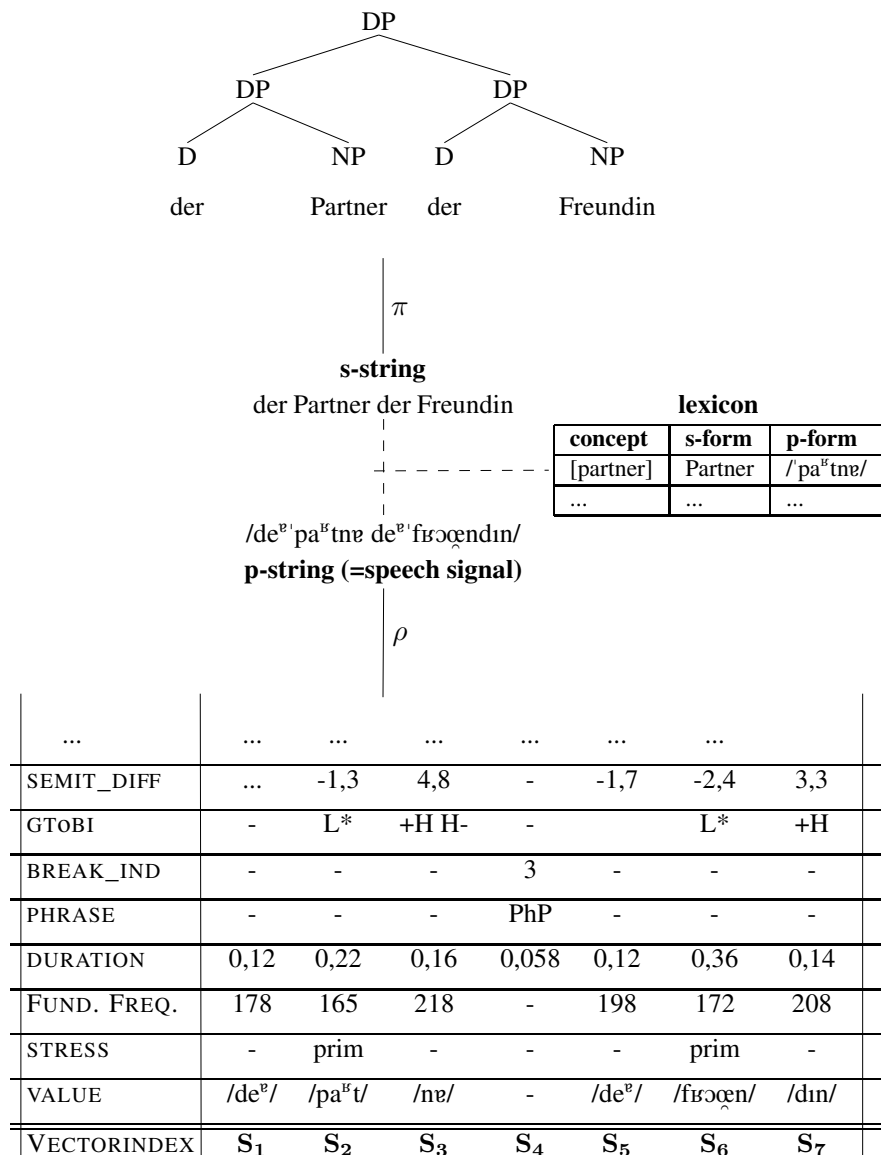 DP
DP DP
D NP D NP
der Partner der Freundin
π
s-string
der Partner der Freundin
lexicon
concept s-form p-form
[partner] Partner /ˈpaᴚtnɐ/
... ... ...
/deᵄˈpaʶtnɐ deᵄˈfʁɔœ̯ndɪn/
p-string (=speech signal)
ρ
... ... ... ... ... ... ...
SEMIT_DIFF ... -1,3 4,8 - -1,7 -2,4 3,3
GTOBI - L* +H H- - L* +H
BREAK_IND - - - 3 - - -
PHRASE - - - PhP - - -
DURATION 0,12 0,22 0,16 0,058 0,12 0,36 0,14
FUND. FREQ. 178 165 218 - 198 172 208
STRESS - prim - - - prim -
VALUE /deᵄ/ /paʶt/ /nɐ/ - /deᵄ/ /fʁɔœ̯n/ /dɪn/
VECTORINDEX S₁ S₂ S₃ S₄ S₅ S₆ S₇